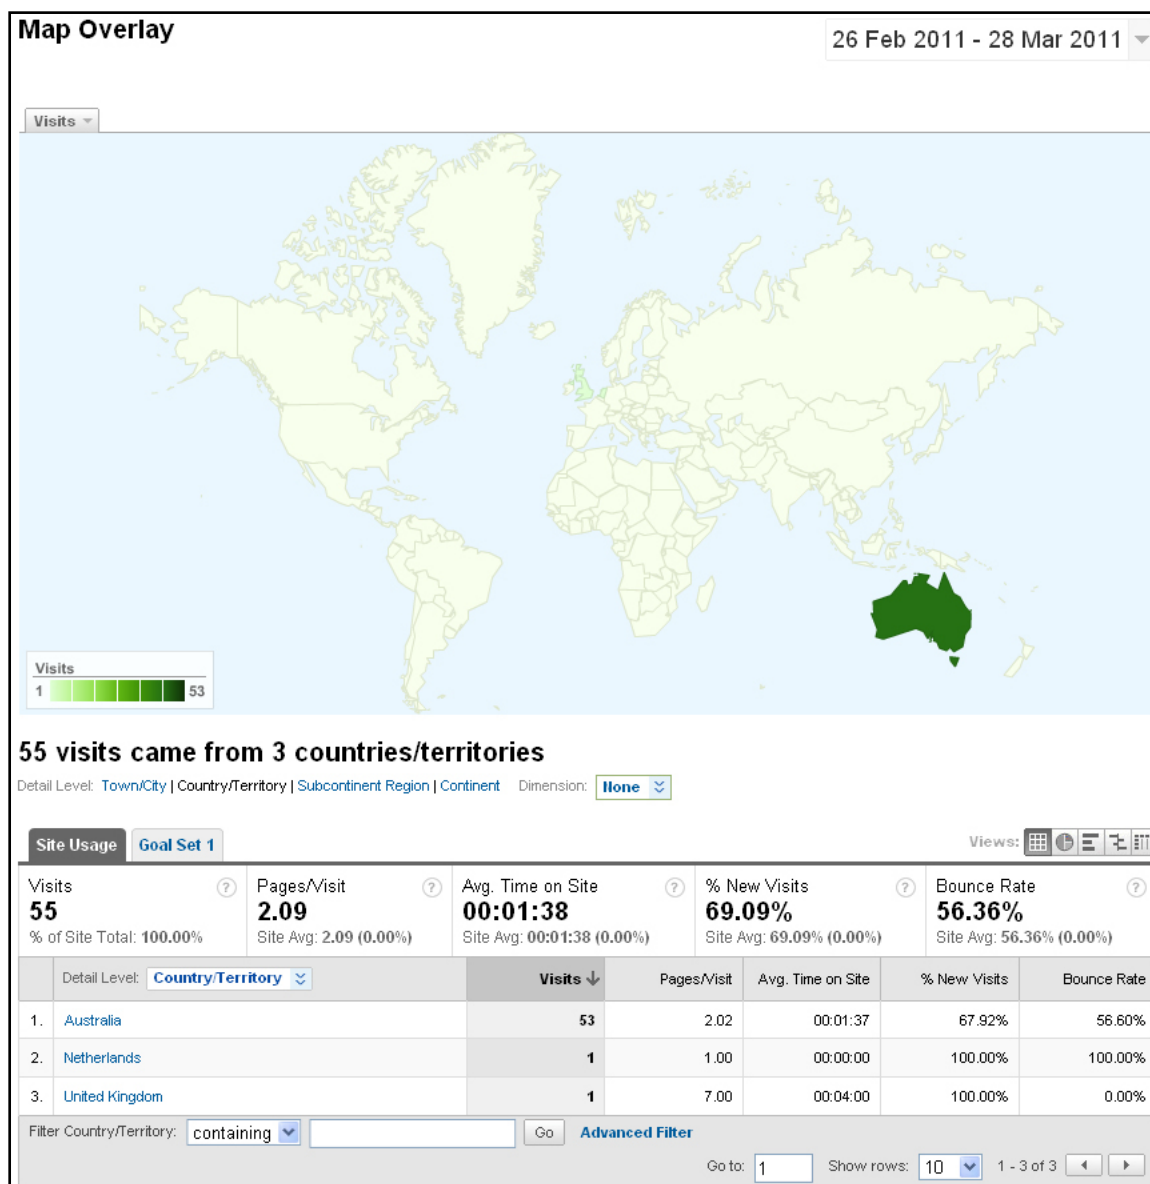 Map Overlay
26 Feb 2011 - 28 Mar 2011
Visits
Visits
1 53
55 visits came from 3 countries/territories
Detail Level: Town/City | Country/Territory | Subcontinent Region | Continent Dimension: None
Site Usage Goal Set 1 Views:
Visits ? Pages/Visit ? Avg. Time on Site ? % New Visits ? Bounce Rate ?
55 2.09 00:01:38 69.09% 56.36%
% of Site Total: 100.00% Site Avg: 2.09 (0.00%) Site Avg: 00:01:38 (0.00%) Site Avg: 69.09% (0.00%) Site Avg: 56.36% (0.00%)
Detail Level: Country/Territory Visits Pages/Visit Avg. Time on Site % New Visits Bounce Rate
1. Australia 53 2.02 00:01:37 67.92% 56.60%
2. Netherlands 1 1.00 00:00:00 100.00% 100.00%
3. United Kingdom 1 7.00 00:04:00 100.00% 0.00%
Filter Country/Territory: containing Go Advanced Filter
Go to: 1 Show rows: 10 1 - 3 of 3